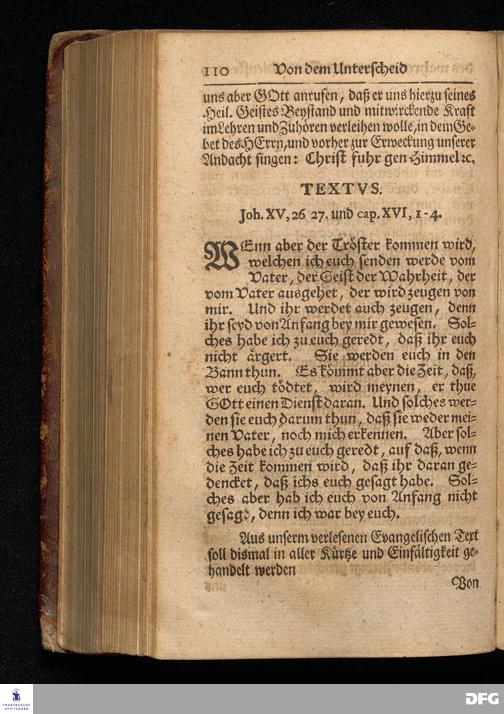 110 Von dem Unterscheid
uns aber GOtt anrufen, daß er uns hierzu seines
Heil. Geistes Beystand und mitwirckende Kraft
im Lehren und Zuhören verleihen wolle, in dem Ge-
bet des HErrn, und vorher zur Erweckung unserer
Andacht singen: Christ fuhr gen Himmel ꝛc.
TEXTVS.
Joh. XV, 26 27. und cap. XVI, 1-4.
WEnn aber der Tröster kommen wird,
welchen ich euch senden werde vom
Vater, der Geist der Wahrheit, der
vom Vater ausgehet, der wird zeugen von
mir. Und ihr werdet auch zeugen, denn
ihr seyd von Anfang bey mir gewesen. Sol-
ches habe ich zu euch geredt, daß ihr euch
nicht ärgert. Sie werden euch in den
Bann thun. Es kömmt aber die Zeit, daß,
wer euch tödtet, wird meynen, er thue
GOtt einen Dienst daran. Und solches wer-
den sie euch darum thun, daß sie weder mei-
nen Vater, noch mich erkennen. Aber sol-
ches habe ich zu euch geredt, auf daß, wenn
die Zeit kommen wird, daß ihr daran ge-
dencket, daß ichs euch gesagt habe. Sol-
ches aber hab ich euch von Anfang nicht
gesagt, denn ich war bey euch.
Aus unserm verlesenen Evangelischen Text
soll dismal in aller Kürtze und Einfältigkeit ge-
handelt werden
Von
FRANCKESCHE
STIFTUNGEN
DFG